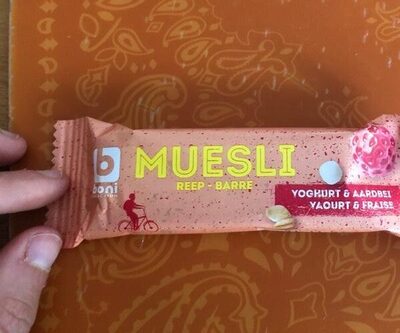 boni
MUESLI
REEP - BARRE
YOGHURT & AARDBEI
YAOURT & FRAISE